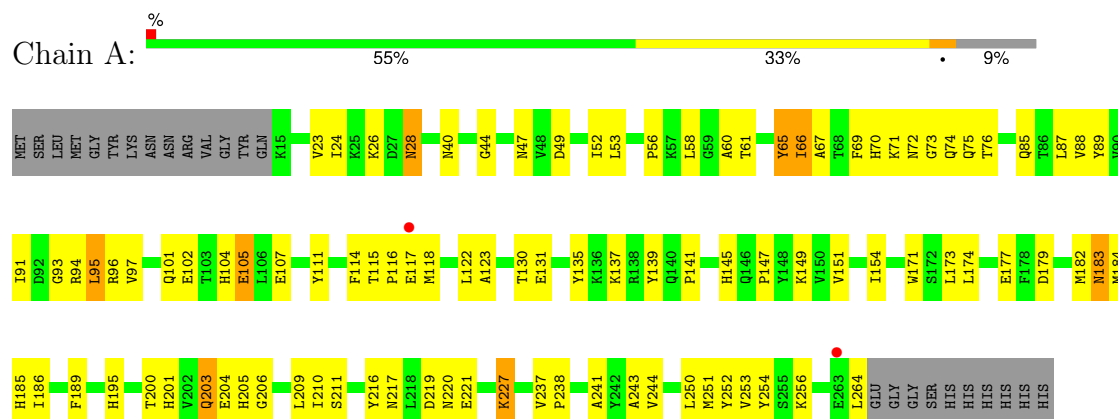 %
Chain A:
55% 33% • 9%
MET SER LEU MET GLY TYR LYS ASN ASN ARG VAL GLY TYR GLN K15 V23 I24 K25 K26 D27 N28 N40 G44 N47 V48 D49 I52 L53 P56 K57 L58 G59 A60 T61 Y65 I66 A67 T68 F69 H70 K71 N72 G73 Q74 Q75 T76 Q85 T86 L87 V88 Y89 V90
I91 D92 G93 R94 L95 R96 V97 Q101 E102 T103 H104 E105 L106 E107 Y111 F114 T115 P116 E117 M118 L122 A123 T130 E131 Y135 K136 K137 R138 Y139 Q140 P141 H145 Q146 P147 Y148 K149 V150 V151 I154 W171 S172 L173 L174 E177 F178 D179 M182 N183 M184
H185 I186 F189 H195 T200 H201 V202 Q203 E204 H205 G206 L209 I210 S211 Y216 N217 L218 D219 N220 E221 K227 V237 P238 A241 Y242 A243 V244 L250 M251 Y252 V253 Y254 S255 K256 E263 L264 GLU GLY GLY SER HIS HIS HIS HIS HIS HIS